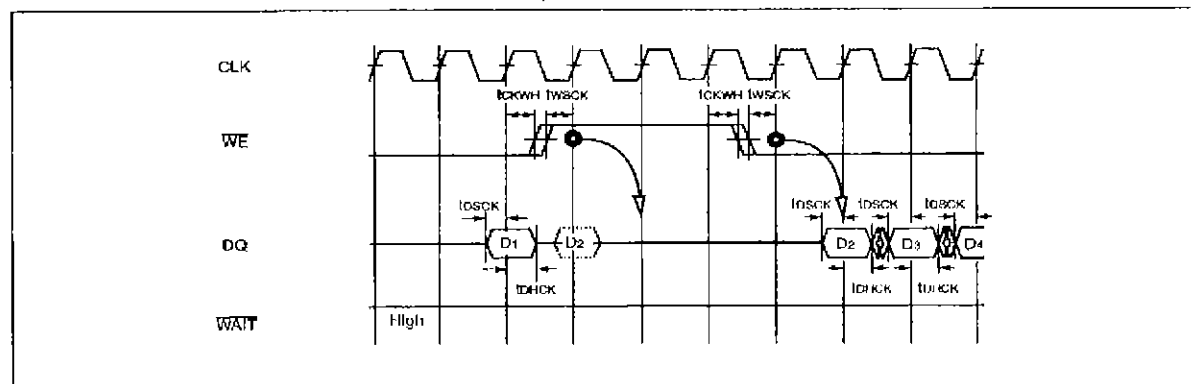 CLK
tCKWH tWSCK tCKWH tWSCK
WE
tDSCK tDSCK tDSCK tDSCK
DQ D1 D2 D2 D3 D4
tDHCK tDHCK tDHCK
WAIT High